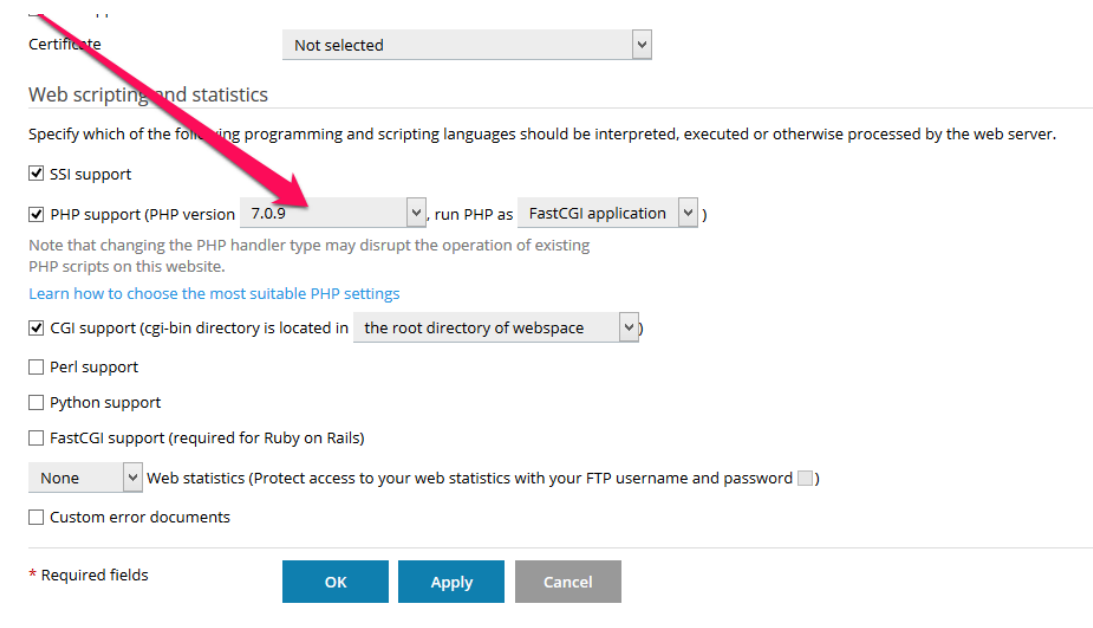 Certificate
Not selected
Web scripting and statistics
Specify which of the following programming and scripting languages should be interpreted, executed or otherwise processed by the web server.
SSI support
PHP support (PHP version 7.0.9 , run PHP as FastCGI application )
Note that changing the PHP handler type may disrupt the operation of existing
PHP scripts on this website.
Learn how to choose the most suitable PHP settings
CGI support (cgi-bin directory is located in the root directory of webspace )
Perl support
Python support
FastCGI support (required for Ruby on Rails)
None Web statistics (Protect access to your web statistics with your FTP username and password )
Custom error documents
* Required fields
OK Apply Cancel